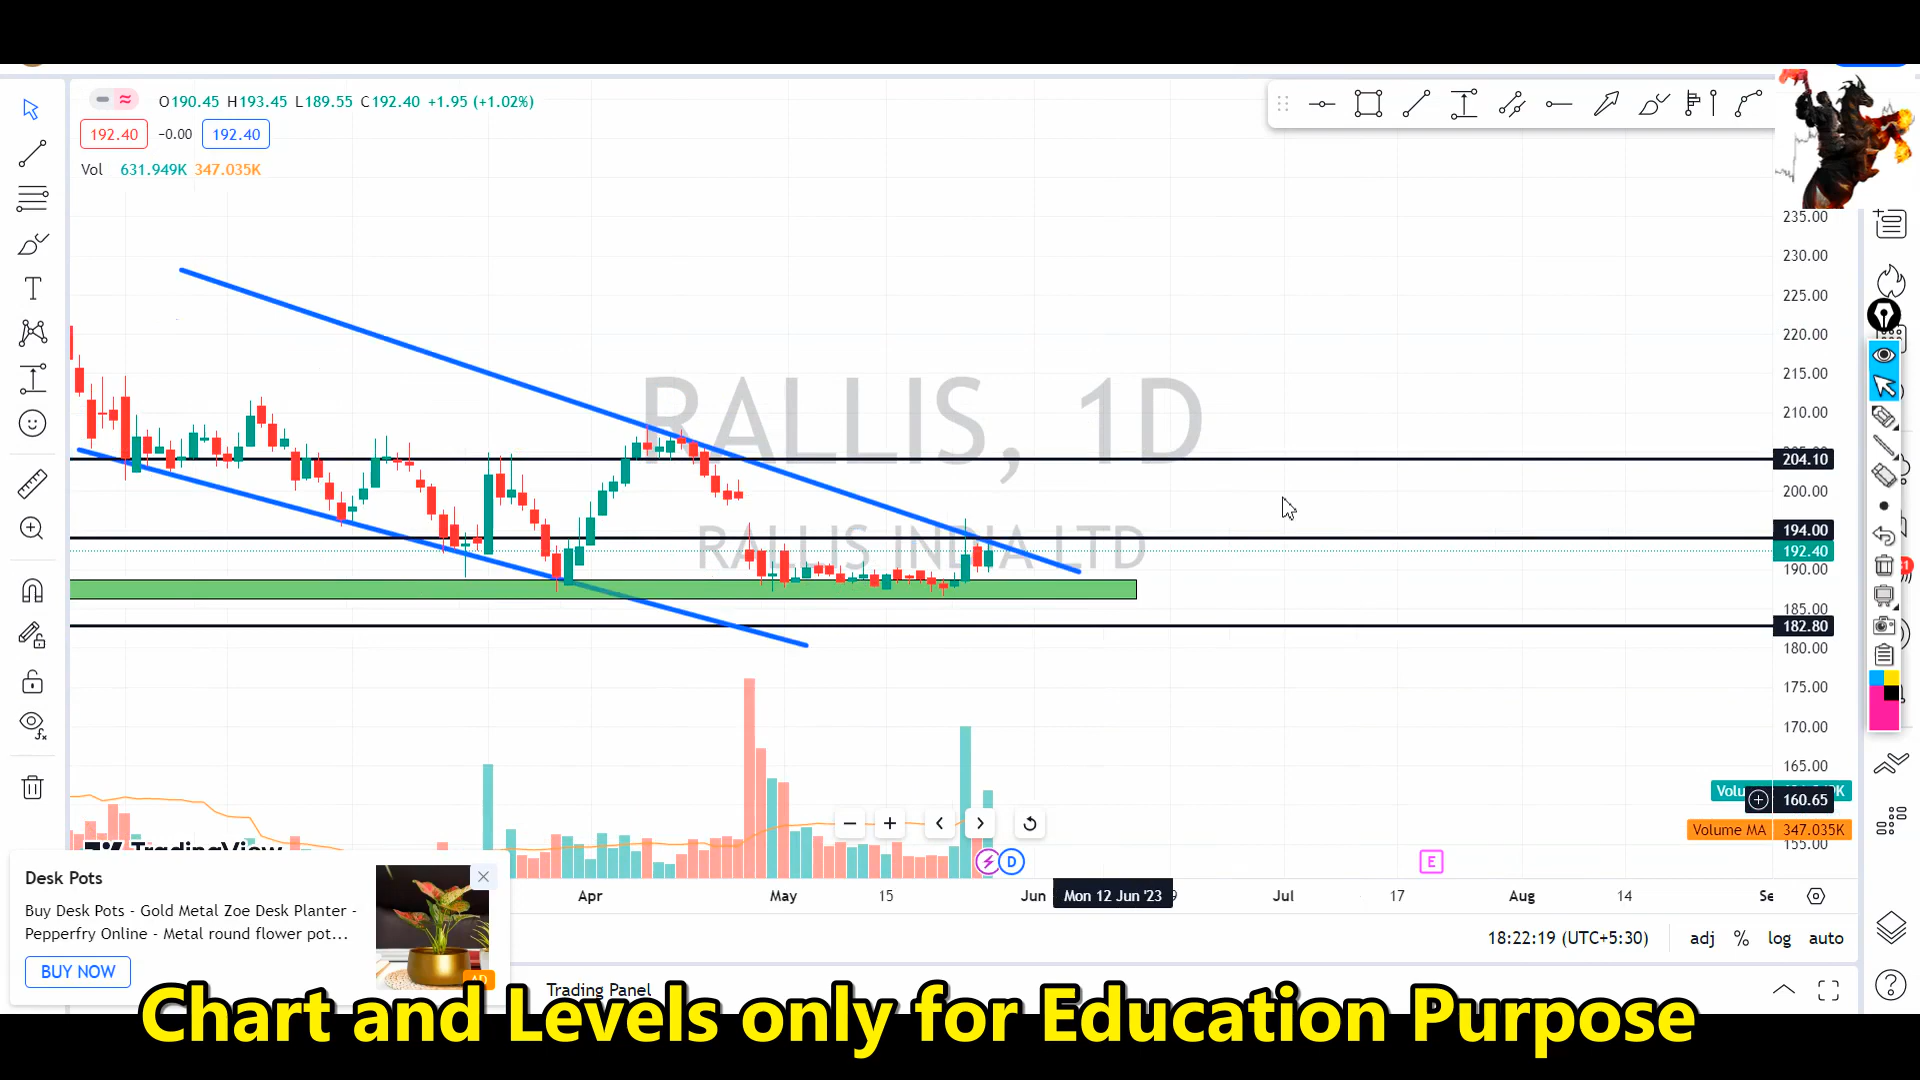 O190.45 H193.45 L189.55 C192.40 +1.95 (+1.02%)
192.40 −0.00 192.40
Vol 631.949K 347.035K
RALLIS, 1D
RALLIS INDIA LTD
235.00
230.00
225.00
220.00
215.00
210.00
204.10
200.00
194.00
192.40
190.00
185.00
182.80
180.00
175.00
170.00
165.00
160.65
Volume MA 347.035K
155.00
TradingView
Apr May 15 Jun Mon 12 Jun '23 Jul 17 Aug 14
E
D
Desk Pots
Buy Desk Pots - Gold Metal Zoe Desk Planter -
Pepperfry Online - Metal round flower pot...
BUY NOW
AD
18:22:19 (UTC+5:30) adj % log auto
Trading Panel
Chart and Levels only for Education Purpose